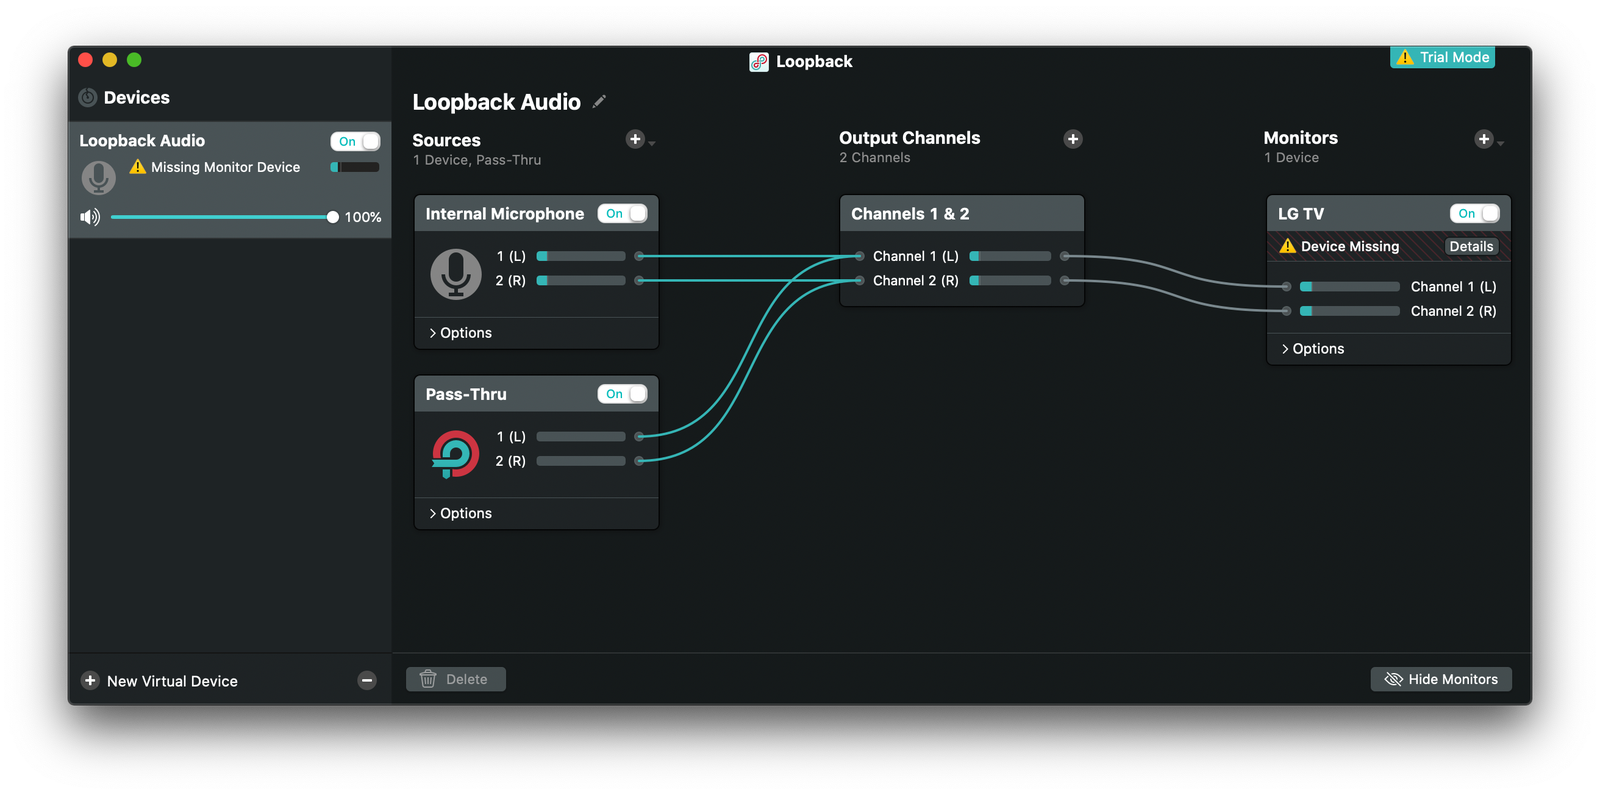 Loopback
Trial Mode
Devices
Loopback Audio
On
Missing Monitor Device
100%
New Virtual Device
Loopback Audio
Sources
1 Device, Pass-Thru
Internal Microphone
On
1 (L)
2 (R)
Options
Pass-Thru
On
1 (L)
2 (R)
Options
Output Channels
2 Channels
Channels 1 & 2
Channel 1 (L)
Channel 2 (R)
Monitors
1 Device
LG TV
On
Device Missing
Details
Channel 1 (L)
Channel 2 (R)
Options
Delete
Hide Monitors